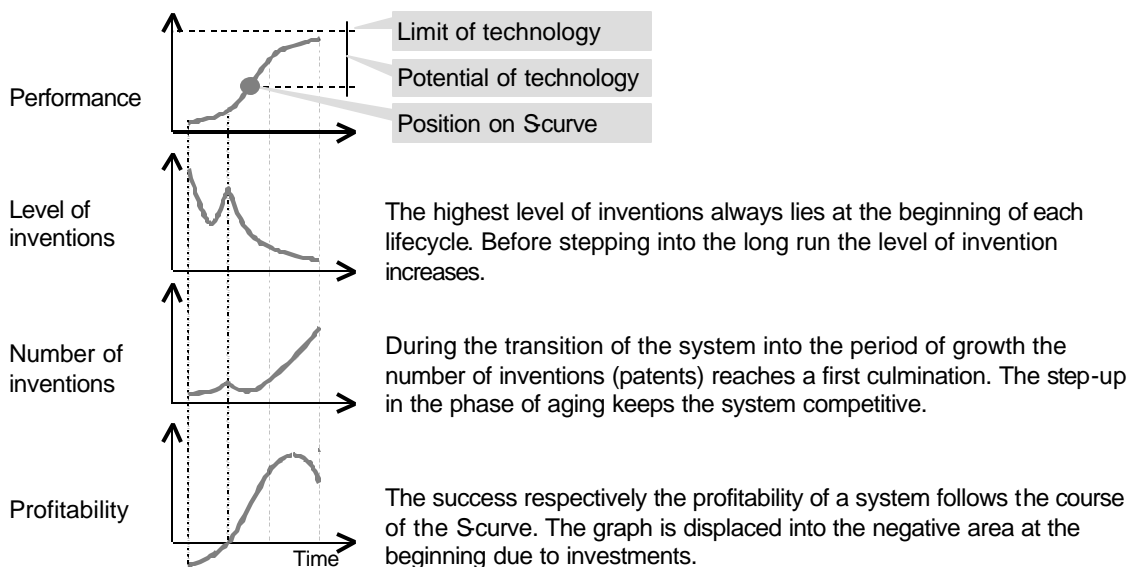 Limit of technology
Potential of technology
Performance
Position on S-curve
Level of
inventions
The highest level of inventions always lies at the beginning of each
lifecycle. Before stepping into the long run the level of invention
increases.
Number of
inventions
During the transition of the system into the period of growth the
number of inventions (patents) reaches a first culmination. The step-up
in the phase of aging keeps the system competitive.
Profitability
The success respectively the profitability of a system follows the course
of the S-curve. The graph is displaced into the negative area at the
beginning due to investments.
Time